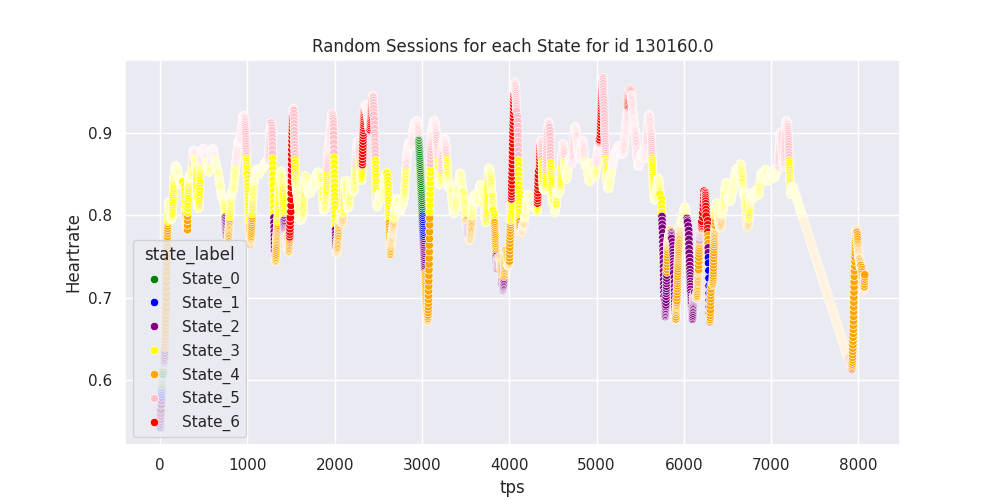 Random Sessions for each State for id 130160.0
Heartrate
0.9
0.8
0.7
0.6
state_label
State_0
State_1
State_2
State_3
State_4
State_5
State_6
0 1000 2000 3000 4000 5000 6000 7000 8000
tps